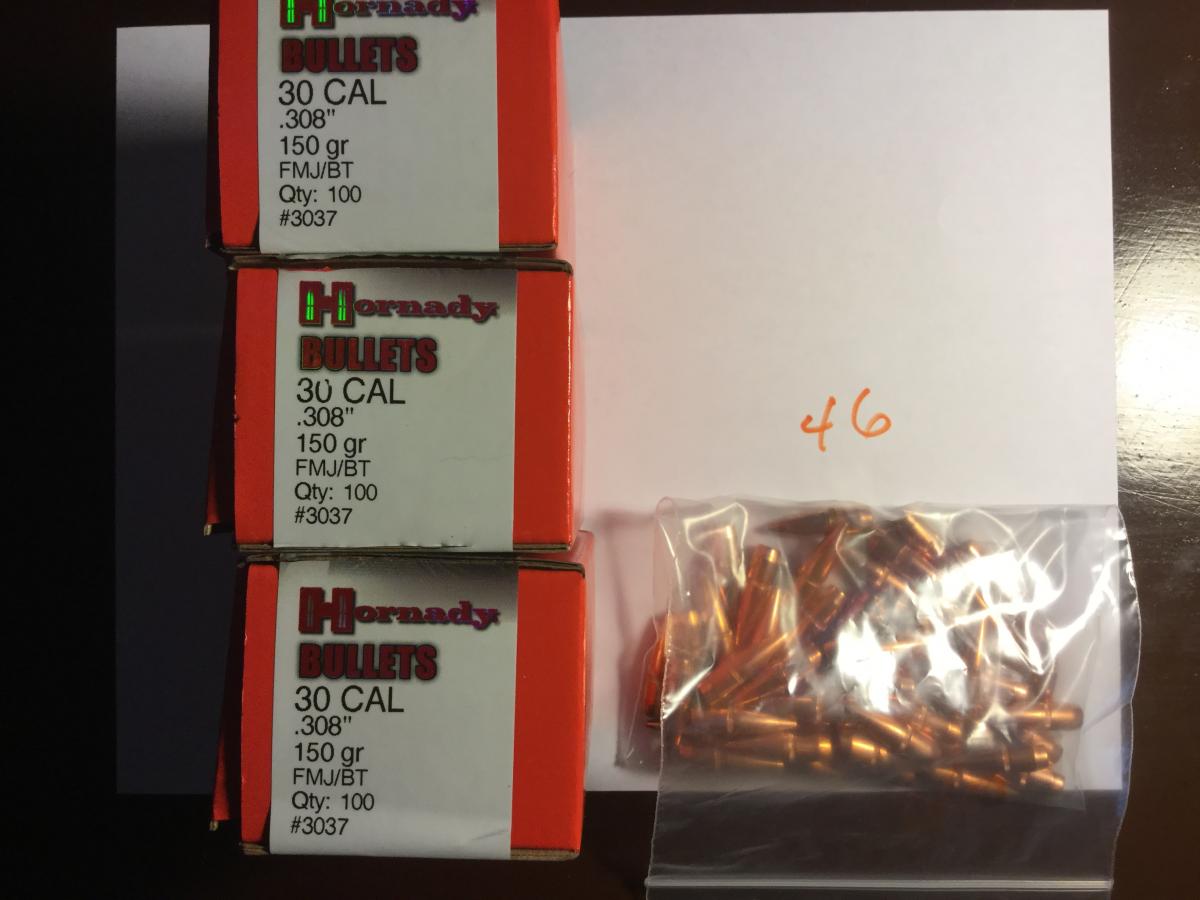 Hornady
BULLETS
30 CAL
.308"
150 gr
FMJ/BT
Qty: 100
#3037
Hornady
BULLETS
30 CAL
.308"
150 gr
FMJ/BT
Qty: 100
#3037
Hornady
BULLETS
30 CAL
.308"
150 gr
FMJ/BT
Qty: 100
#3037
46